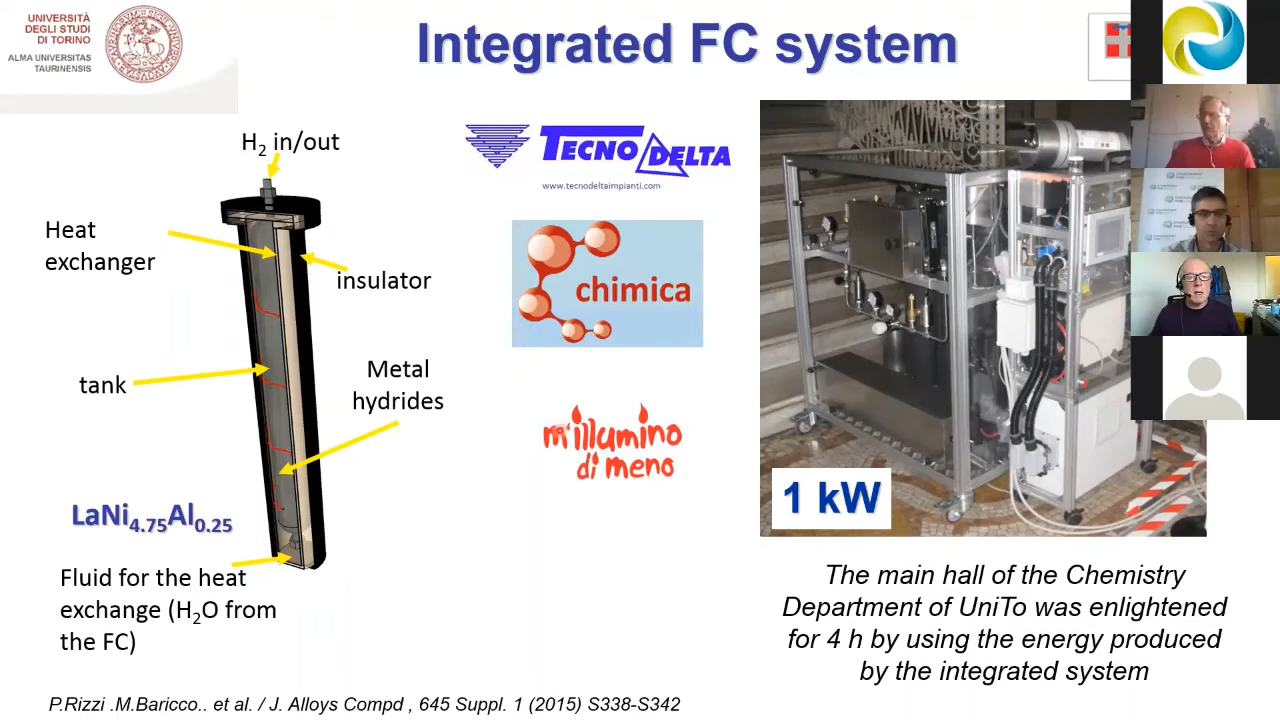 UNIVERSITÀ
DEGLI STUDI
DI TORINO
ALMA UNIVERSITAS
TAURINENSIS
Integrated FC system
H2 in/out
Heat
exchanger
insulator
tank
Metal
hydrides
LaNi4.75Al0.25
Fluid for the heat
exchange (H2O from
the FC)
TECNO DELTA
www.tecnodeltaimpianti.com
chimica
m'illumino
di meno
1 kW
The main hall of the Chemistry
Department of UniTo was enlightened
for 4 h by using the energy produced
by the integrated system
P.Rizzi .M.Baricco.. et al. / J. Alloys Compd , 645 Suppl. 1 (2015) S338-S342